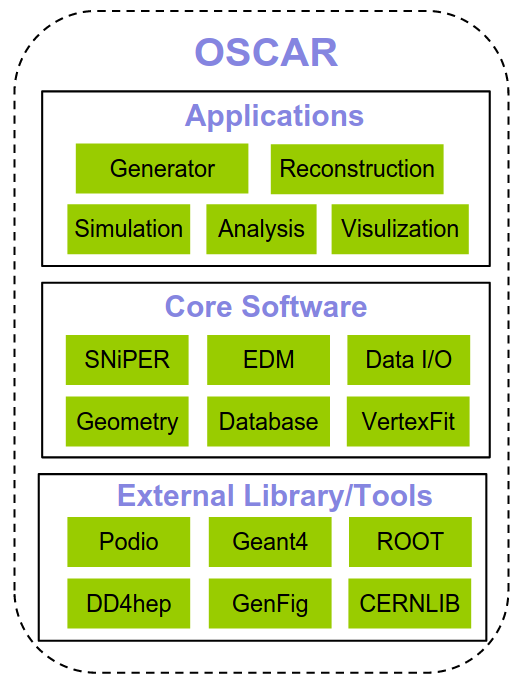 OSCAR
Applications
Generator Reconstruction
Simulation Analysis Visulization
Core Software
SNiPER EDM Data I/O
Geometry Database VertexFit
External Library/Tools
Podio Geant4 ROOT
DD4hep GenFig CERNLIB